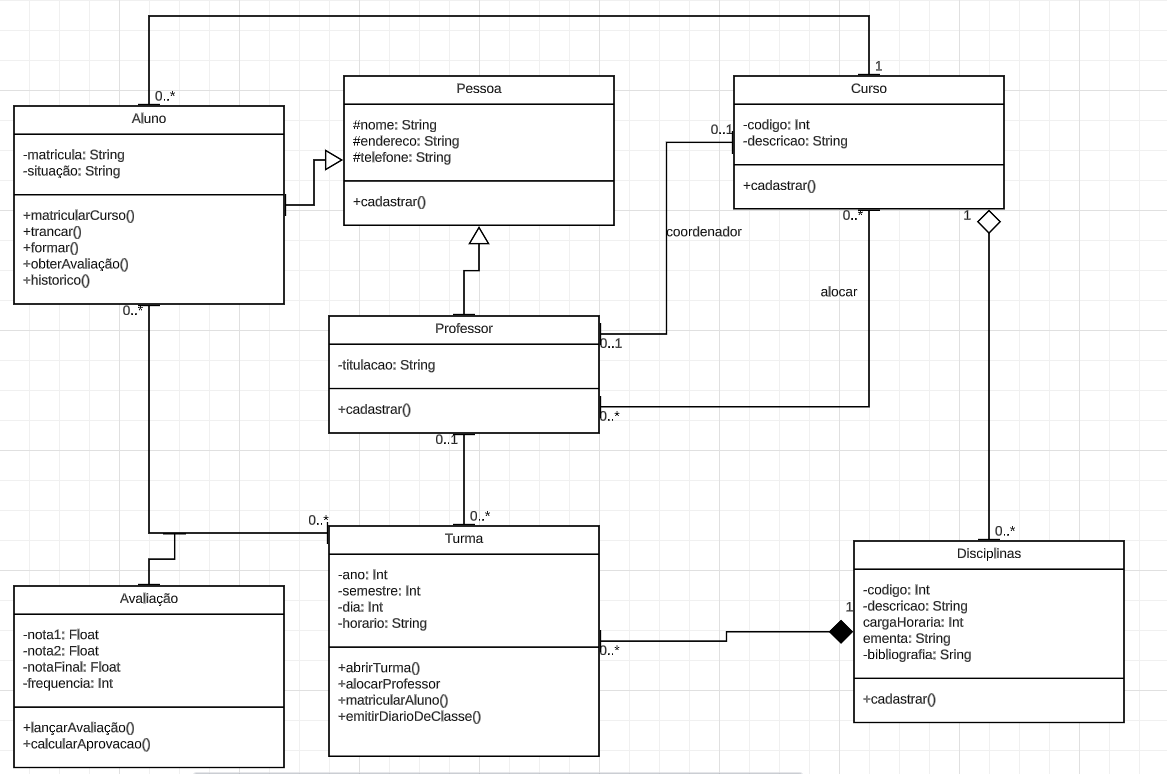 1
0..*
Aluno
-matricula: String
-situação: String
+matricularCurso()
+trancar()
+formar()
+obterAvaliação()
+historico()
0..*
Pessoa
#nome: String
#endereco: String
#telefone: String
+cadastrar()
Curso
-codigo: Int
-descricao: String
+cadastrar()
0..1
0..*
1
coordenador
alocar
Professor
-titulacao: String
+cadastrar()
0..1
0..*
0..1
0..*
0..*
Turma
-ano: Int
-semestre: Int
-dia: Int
-horario: String
+abrirTurma()
+alocarProfessor
+matricularAluno()
+emitirDiarioDeClasse()
0..*
Avaliação
-nota1: Float
-nota2: Float
-notaFinal: Float
-frequencia: Int
+lançarAvaliação()
+calcularAprovacao()
0..*
1
Disciplinas
-codigo: Int
-descricao: String
cargaHoraria: Int
ementa: String
-bibliografia: Sring
+cadastrar()